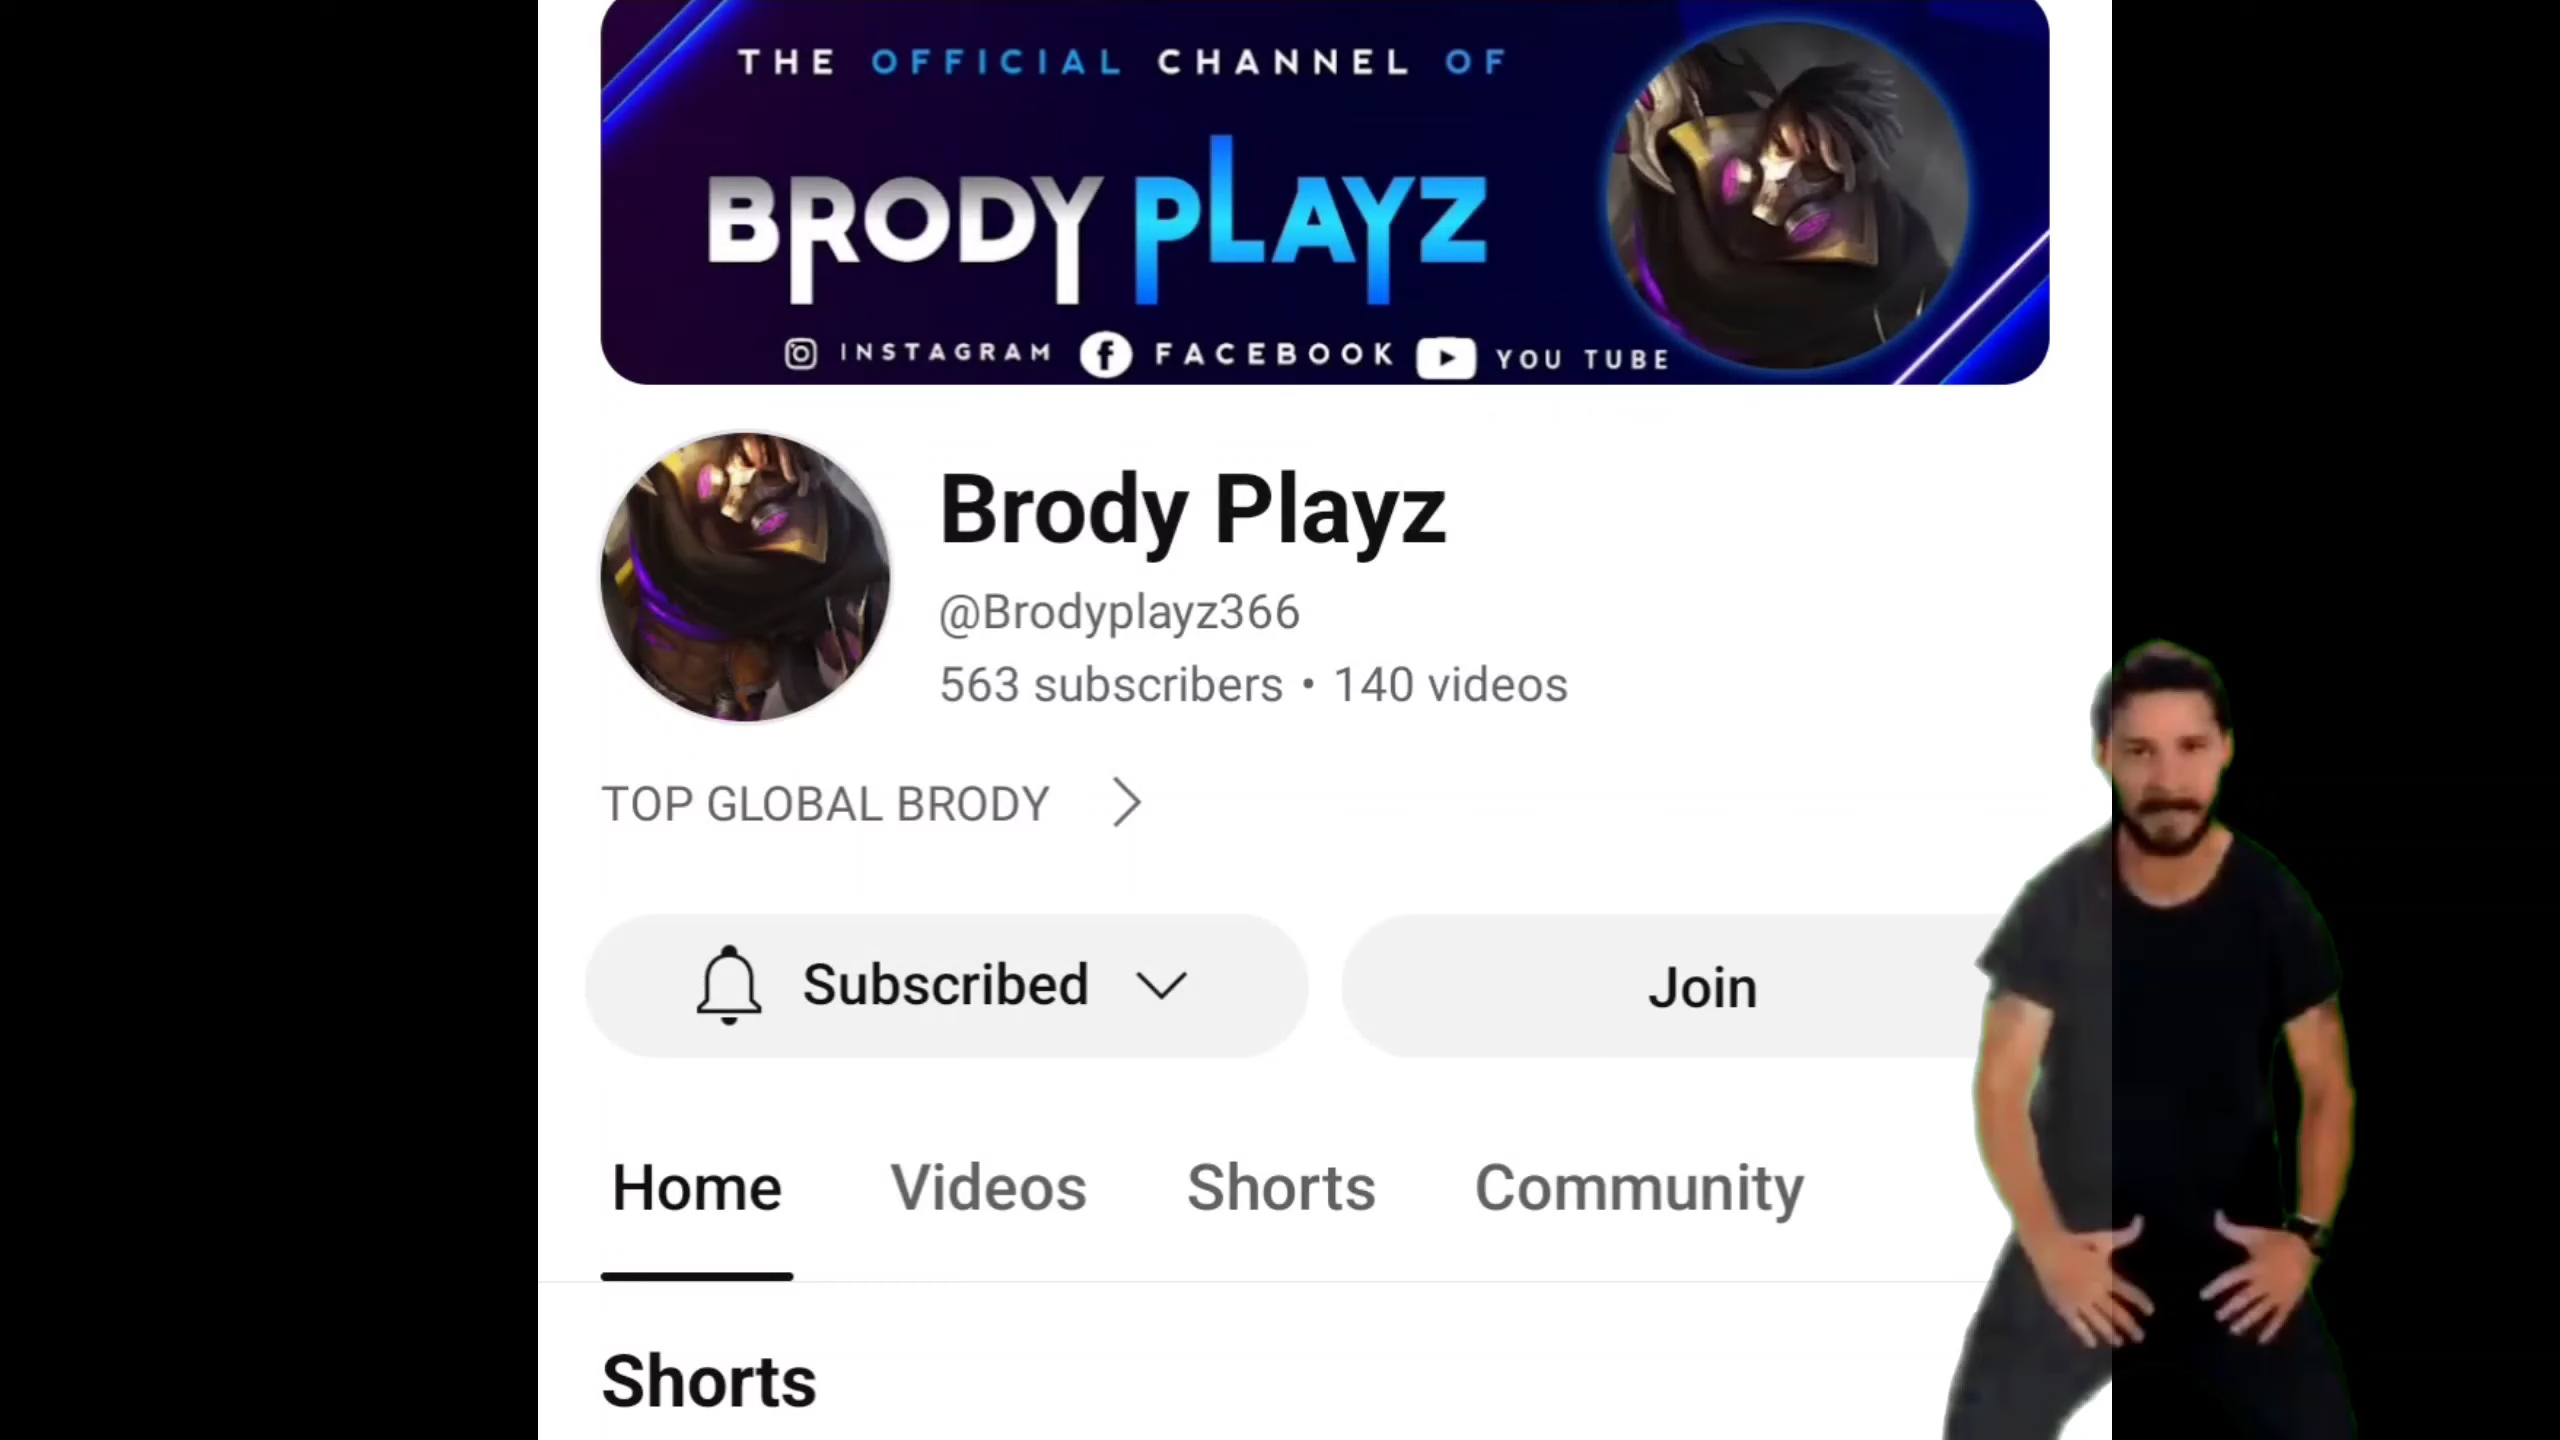 THE OFFICIAL CHANNEL OF
BRODY PLAYZ
INSTAGRAM FACEBOOK YOU TUBE
Brody Playz
@Brodyplayz366
563 subscribers • 140 videos
TOP GLOBAL BRODY
Subscribed
Join
Home Videos Shorts Community
Shorts